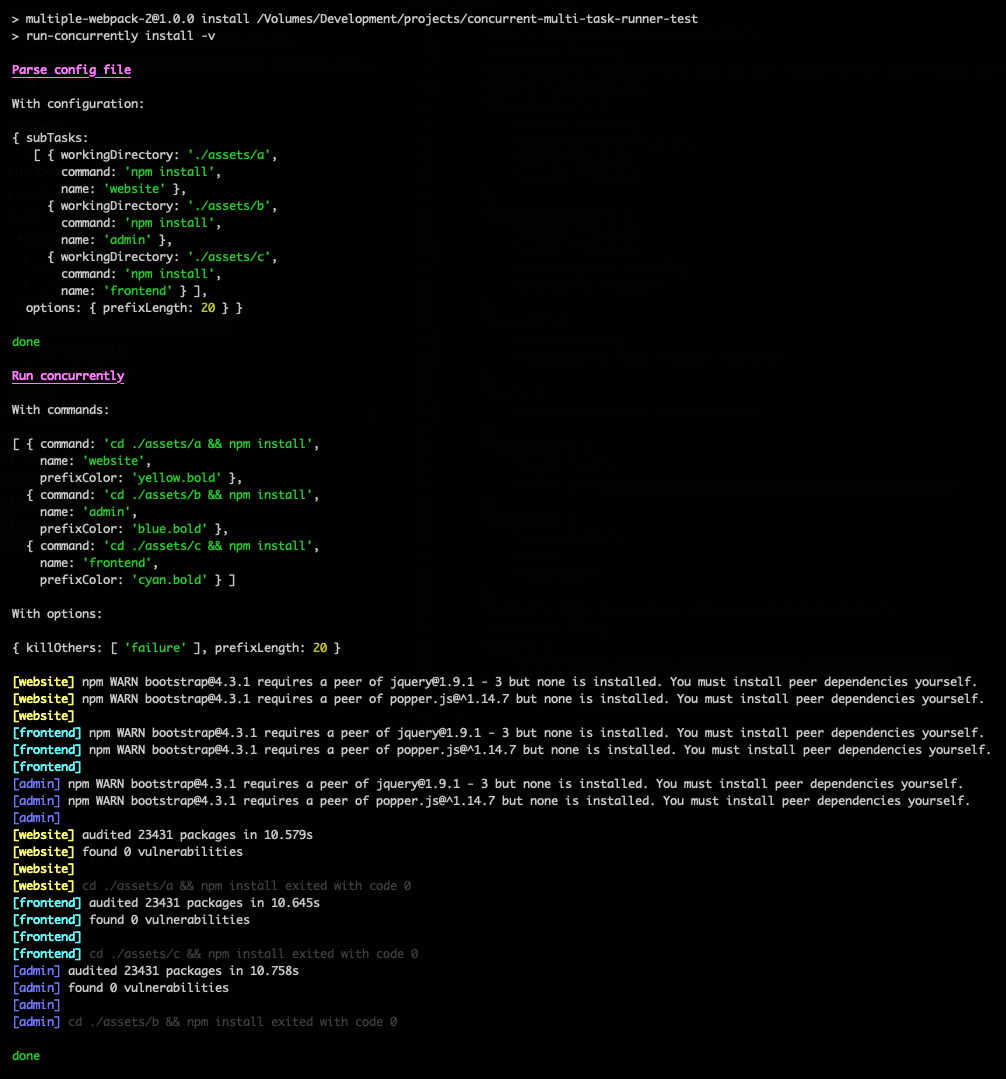 > multiple-webpack-2@1.0.0 install /Volumes/Development/projects/concurrent-multi-task-runner-test
> run-concurrently install -v
Parse config file
With configuration:
{ subTasks:
   [ { workingDirectory: './assets/a',
       command: 'npm install',
       name: 'website' },
     { workingDirectory: './assets/b',
       command: 'npm install',
       name: 'admin' },
     { workingDirectory: './assets/c',
       command: 'npm install',
       name: 'frontend' } ],
  options: { prefixLength: 20 } }
done
Run concurrently
With commands:
[ { command: 'cd ./assets/a && npm install',
    name: 'website',
    prefixColor: 'yellow.bold' },
  { command: 'cd ./assets/b && npm install',
    name: 'admin',
    prefixColor: 'blue.bold' },
  { command: 'cd ./assets/c && npm install',
    name: 'frontend',
    prefixColor: 'cyan.bold' } ]
With options:
{ killOthers: [ 'failure' ], prefixLength: 20 }
[website] npm WARN bootstrap@4.3.1 requires a peer of jquery@1.9.1 - 3 but none is installed. You must install peer dependencies yourself.
[website] npm WARN bootstrap@4.3.1 requires a peer of popper.js@^1.14.7 but none is installed. You must install peer dependencies yourself.
[website]
[frontend] npm WARN bootstrap@4.3.1 requires a peer of jquery@1.9.1 - 3 but none is installed. You must install peer dependencies yourself.
[frontend] npm WARN bootstrap@4.3.1 requires a peer of popper.js@^1.14.7 but none is installed. You must install peer dependencies yourself.
[frontend]
[admin] npm WARN bootstrap@4.3.1 requires a peer of jquery@1.9.1 - 3 but none is installed. You must install peer dependencies yourself.
[admin] npm WARN bootstrap@4.3.1 requires a peer of popper.js@^1.14.7 but none is installed. You must install peer dependencies yourself.
[admin]
[website] audited 23431 packages in 10.579s
[website] found 0 vulnerabilities
[website]
[website] cd ./assets/a && npm install exited with code 0
[frontend] audited 23431 packages in 10.645s
[frontend] found 0 vulnerabilities
[frontend]
[frontend] cd ./assets/c && npm install exited with code 0
[admin] audited 23431 packages in 10.758s
[admin] found 0 vulnerabilities
[admin]
[admin] cd ./assets/b && npm install exited with code 0
done